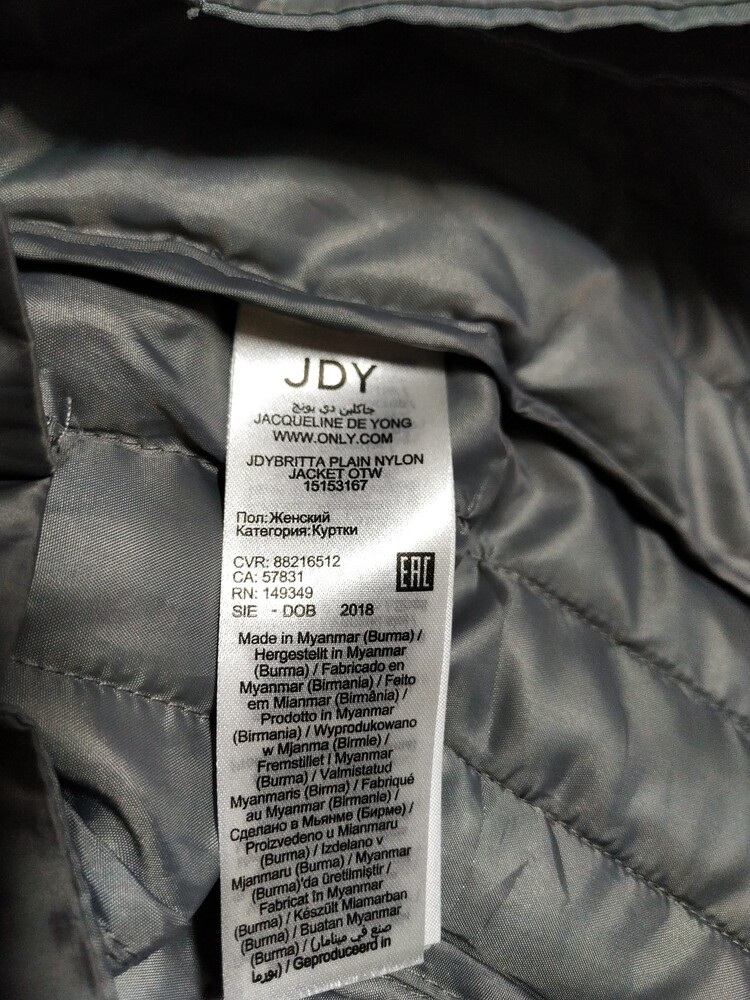 JDY
جاكلين دي يونج
JACQUELINE DE YONG
WWW.ONLY.COM
JDYBRITTA PLAIN NYLON
JACKET OTW
15153167
Пол:Женский
Категория:Куртки
CVR: 88216512
CA: 57831
RN: 149349
SIE - DOB 2018
EAC
Made in Myanmar (Burma) /
Hergestellt in Myanmar
(Burma) / Fabricado en
Myanmar (Birmania) / Feito
em Mianmar (Birmânia) /
Prodotto in Myanmar
(Birmania) / Wyprodukowano
w Mjanma (Birmie) /
Fremstillet i Myanmar
(Burma) / Valmistatud
Myanmaris (Birma) / Fabriqué
au Myanmar (Birmanie) /
Сделано в Мьянме (Бирме) /
Proizvedeno u Mianmaru
(Burma) / Izdelano v
Mjanmaru (Burma) / Myanmar
(Burma)'da üretilmiştir /
Fabricat în Myanmar
(Burma) / Készült Miamarban
(Burma) / Buatan Myanmar
(Burma) / صنع في ميانمار)
بورما) / Geproduceerd in